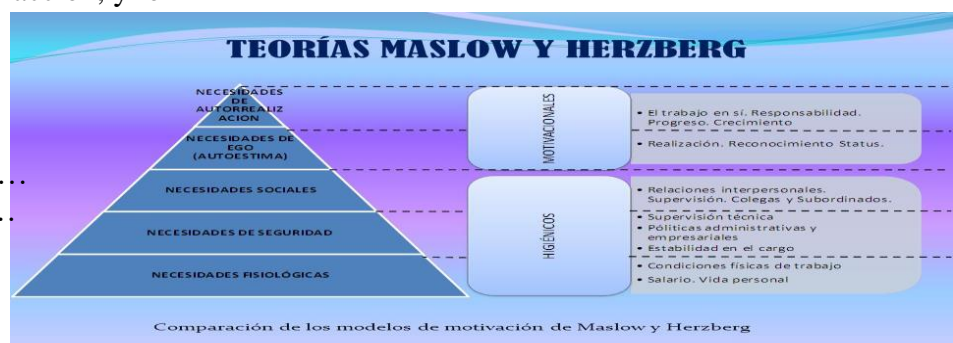 TEORÍAS MASLOW Y HERZBERG
NECESIDADES
DE
AUTORREALIZ
ACION
NECESIDADES DE
EGO
(AUTOESTIMA)
NECESIDADES SOCIALES
NECESIDADES DE SEGURIDAD
NECESIDADES FISIOLÓGICAS
MOTIVACIONALES
HIGIÉNICOS
• El trabajo en sí. Responsabilidad.
Progreso. Crecimiento
• Realización. Reconocimiento Status.
• Relaciones interpersonales.
Supervisión. Colegas y Subordinados.
• Supervisión técnica
• Póliticas administrativas y
empresariales
• Estabilidad en el cargo
• Condiciones físicas de trabajo
• Salario. Vida personal
Comparación de los modelos de motivación de Maslow y Herzberg